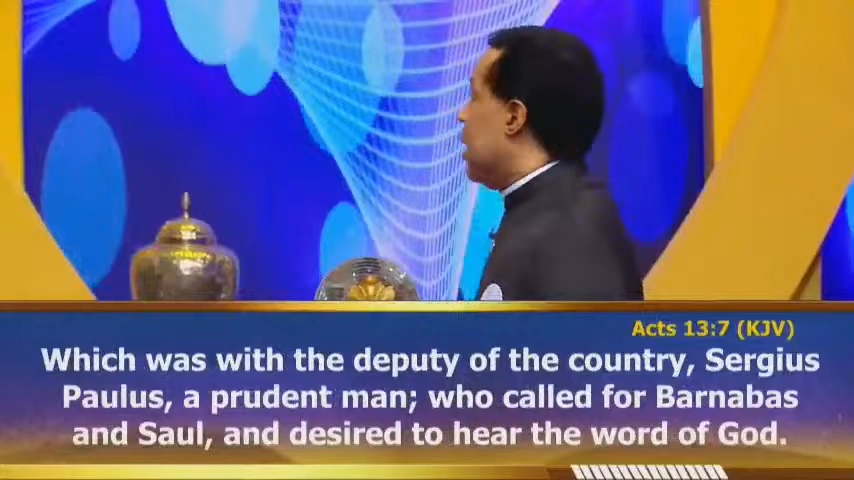 Acts 13:7 (KJV)
Which was with the deputy of the country, Sergius
Paulus, a prudent man; who called for Barnabas
and Saul, and desired to hear the word of God.